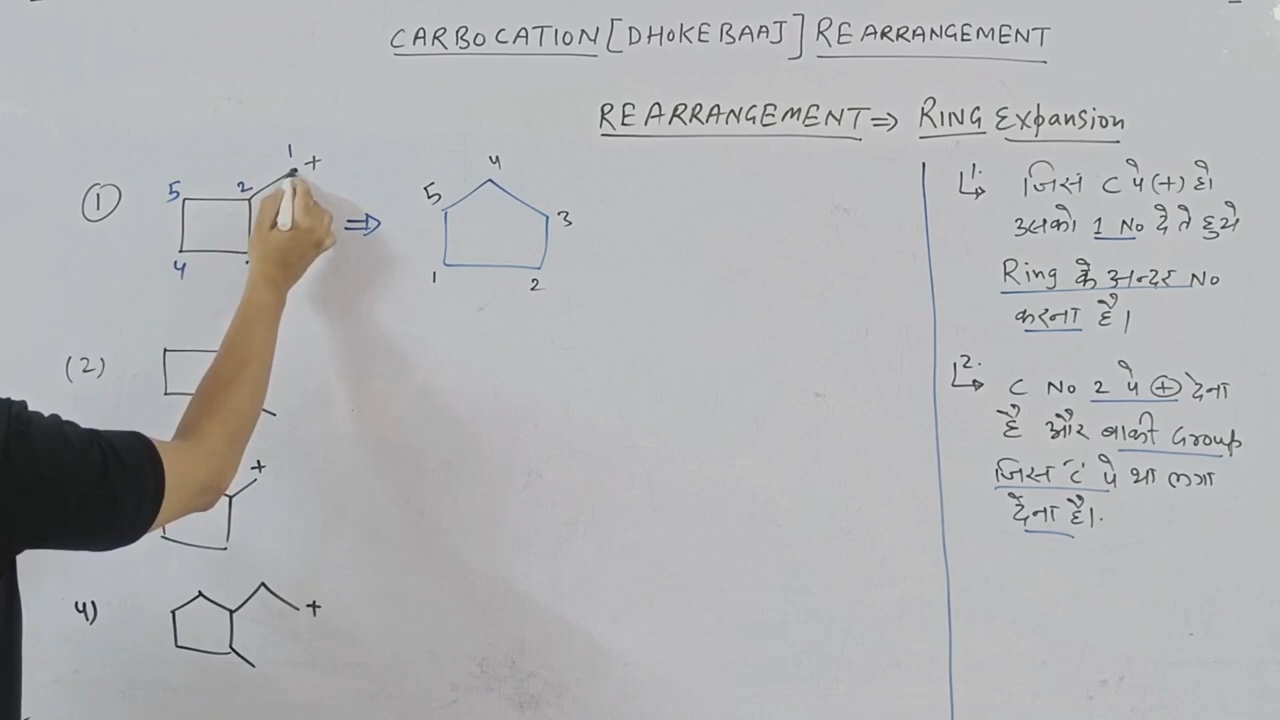 CARBOCATION [DHOKEBAAJ] REARRANGEMENT
REARRANGEMENT ⇒ RING Expansion
① 5 2 1 + 4 ⇒ 5 4 3 1 2
(2)
+
4) +
1. जिस C पे (+) हो
उसको 1 No देते हुये
Ring के अन्दर No
करना है।
2. C No 2 पे ⊕ देना
है और बाकी Group
जिस 'C' पे था लगा
देना है।.